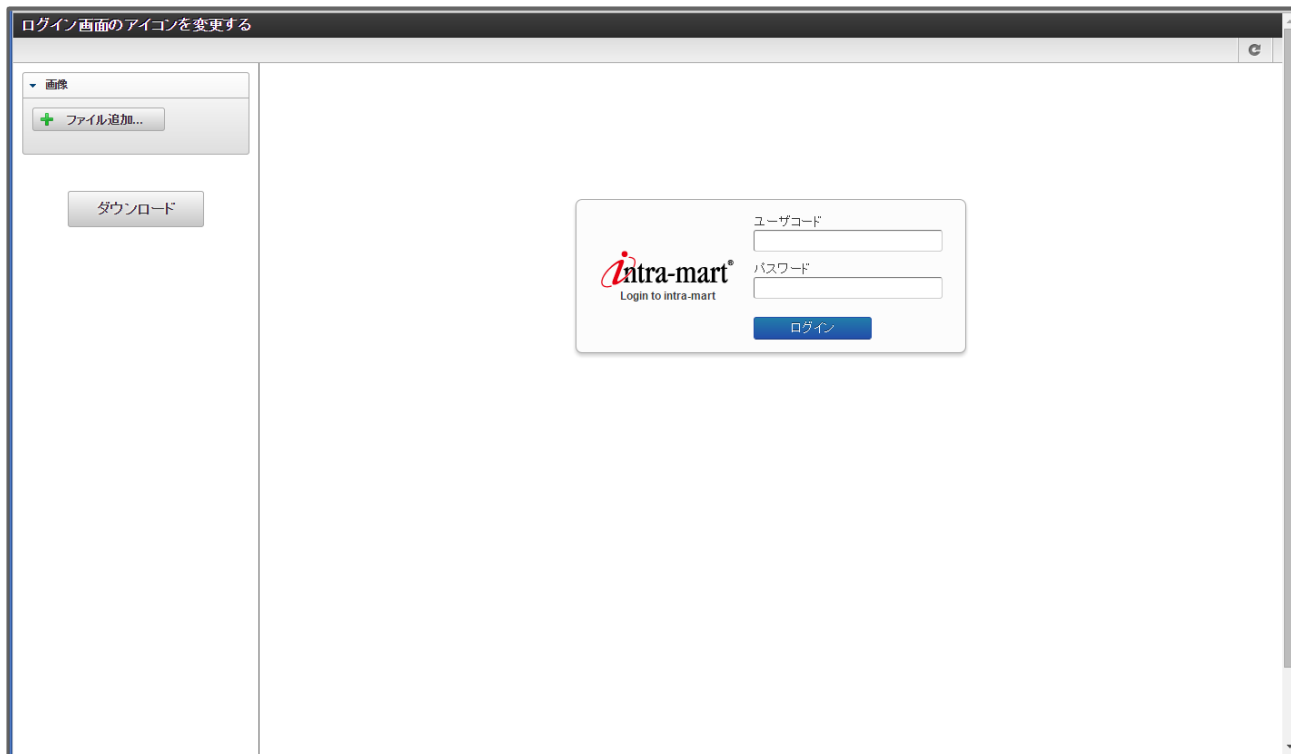 ログイン画面のアイコンを変更する
画像
ファイル追加...
ダウンロード
ユーザコード
intra-mart®
パスワード
Login to intra-mart
ログイン